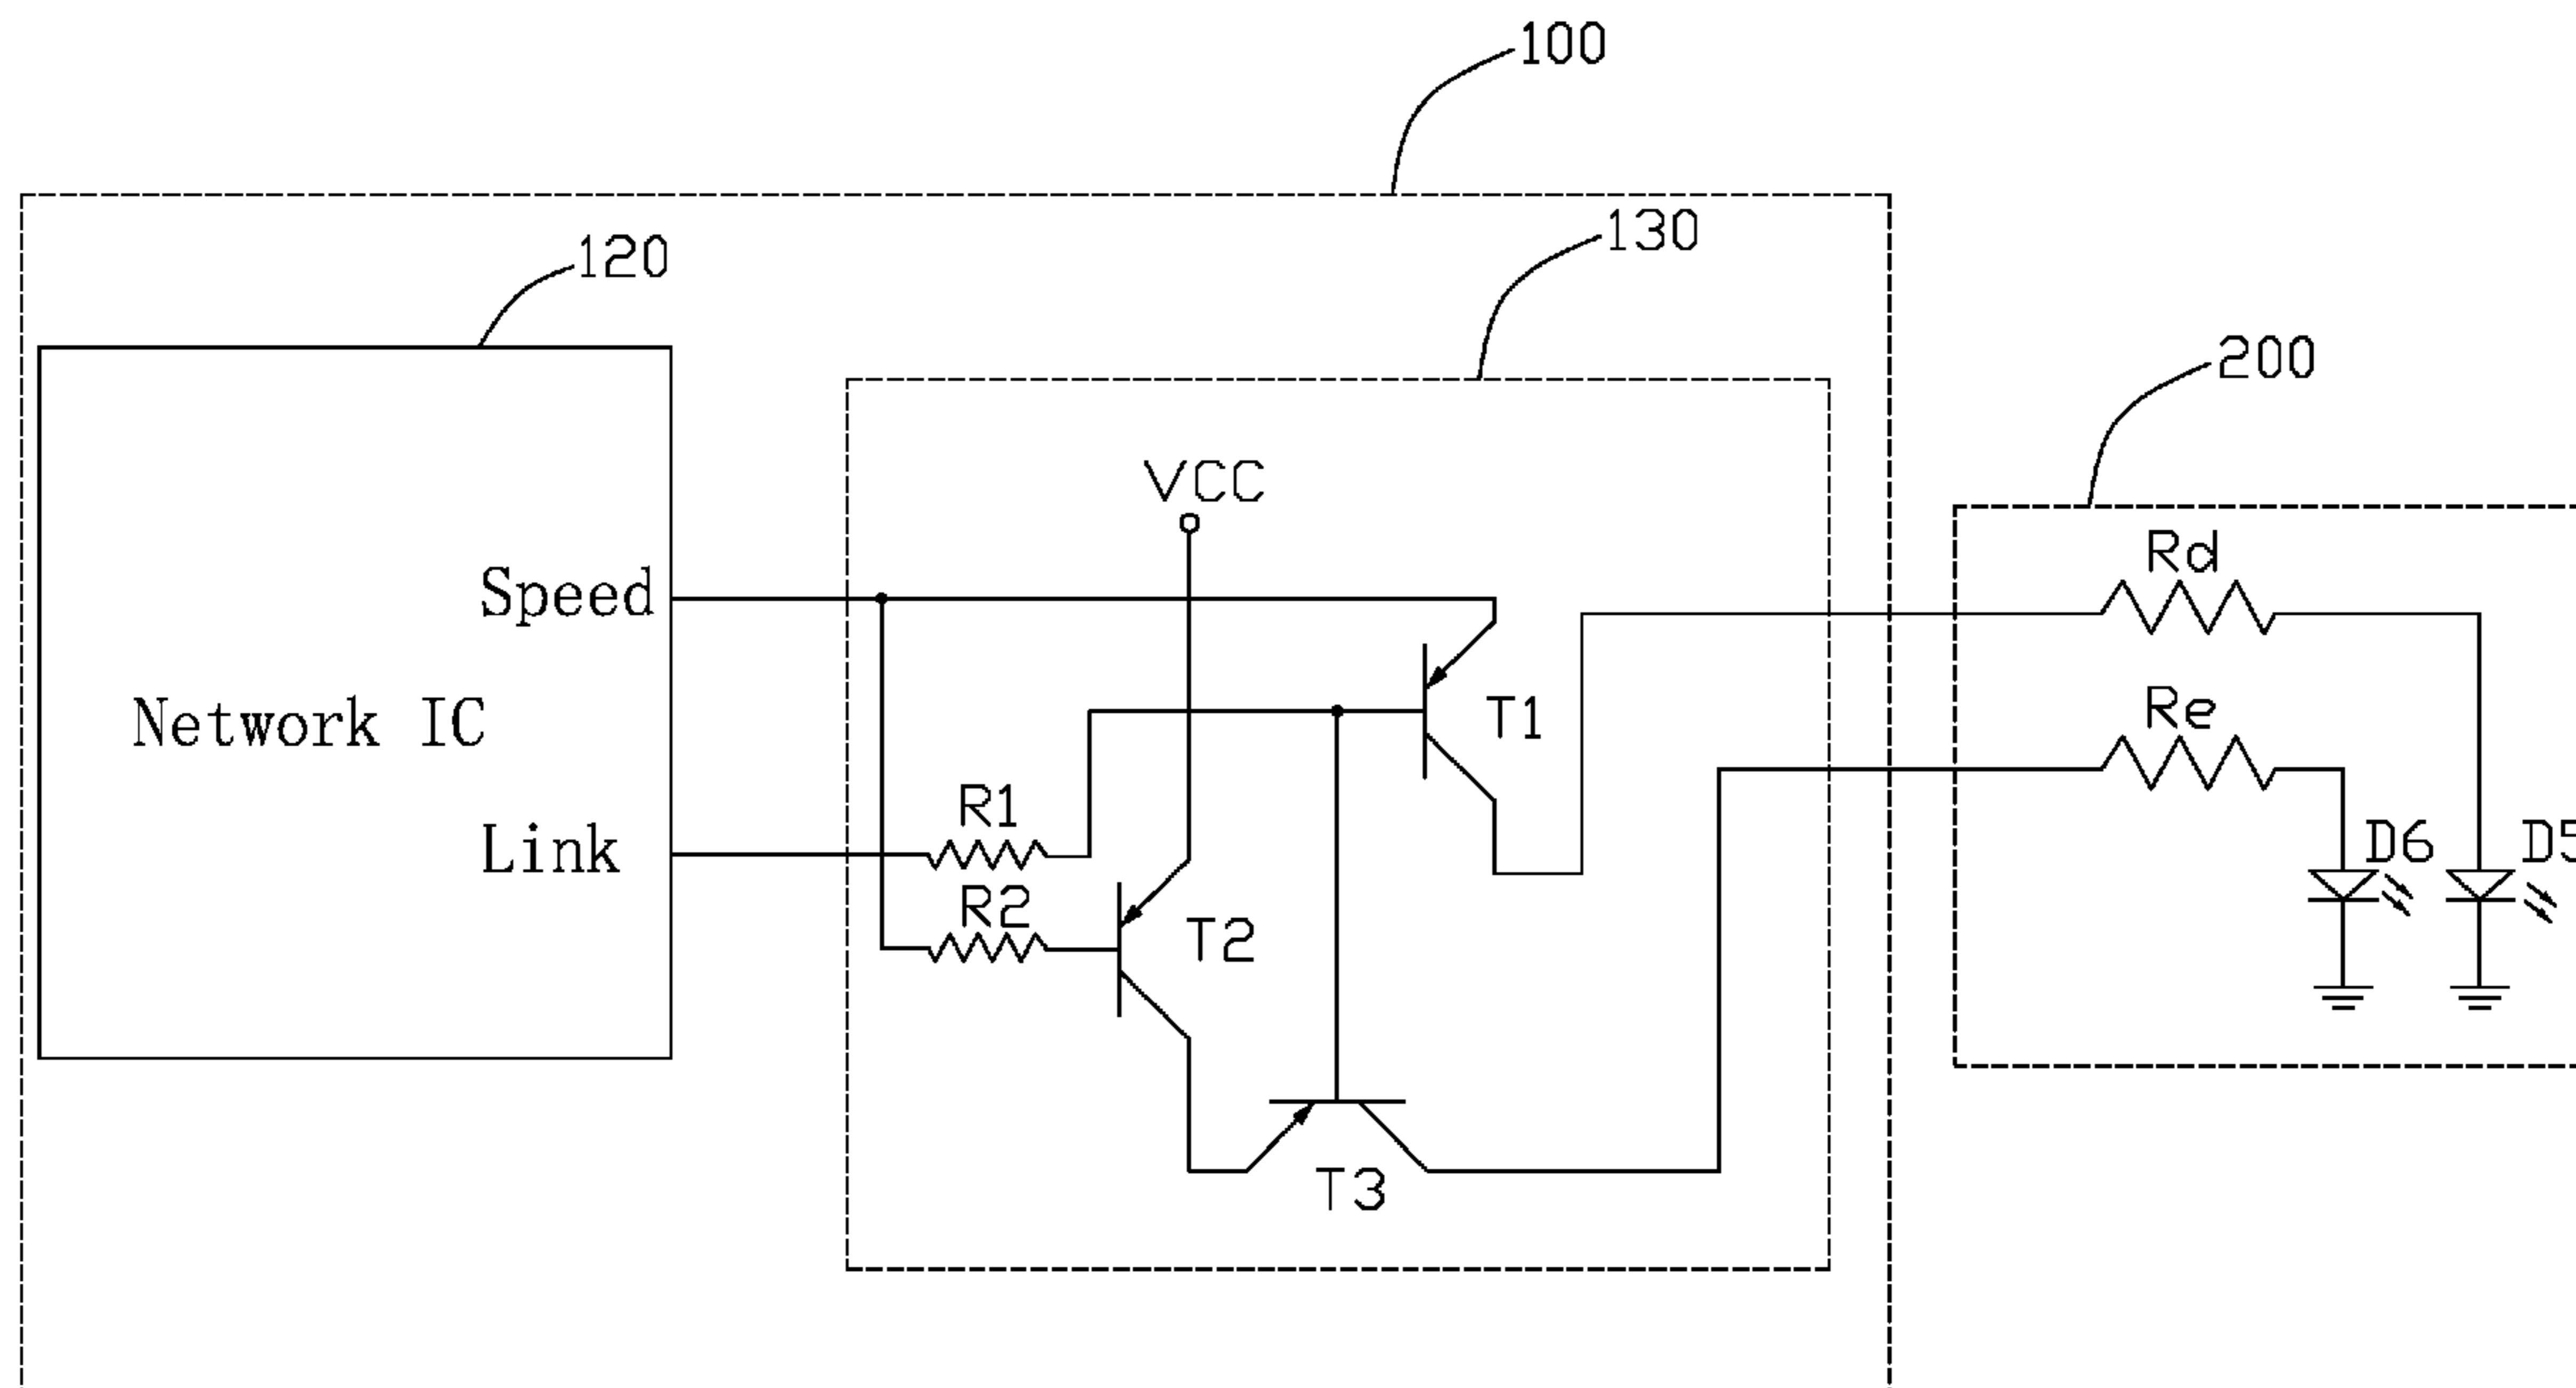 100
130
120
200
VCC
Rd
Speed
Re
T1
Network IC
R1
Link
D6
D5
R2
T2
T3